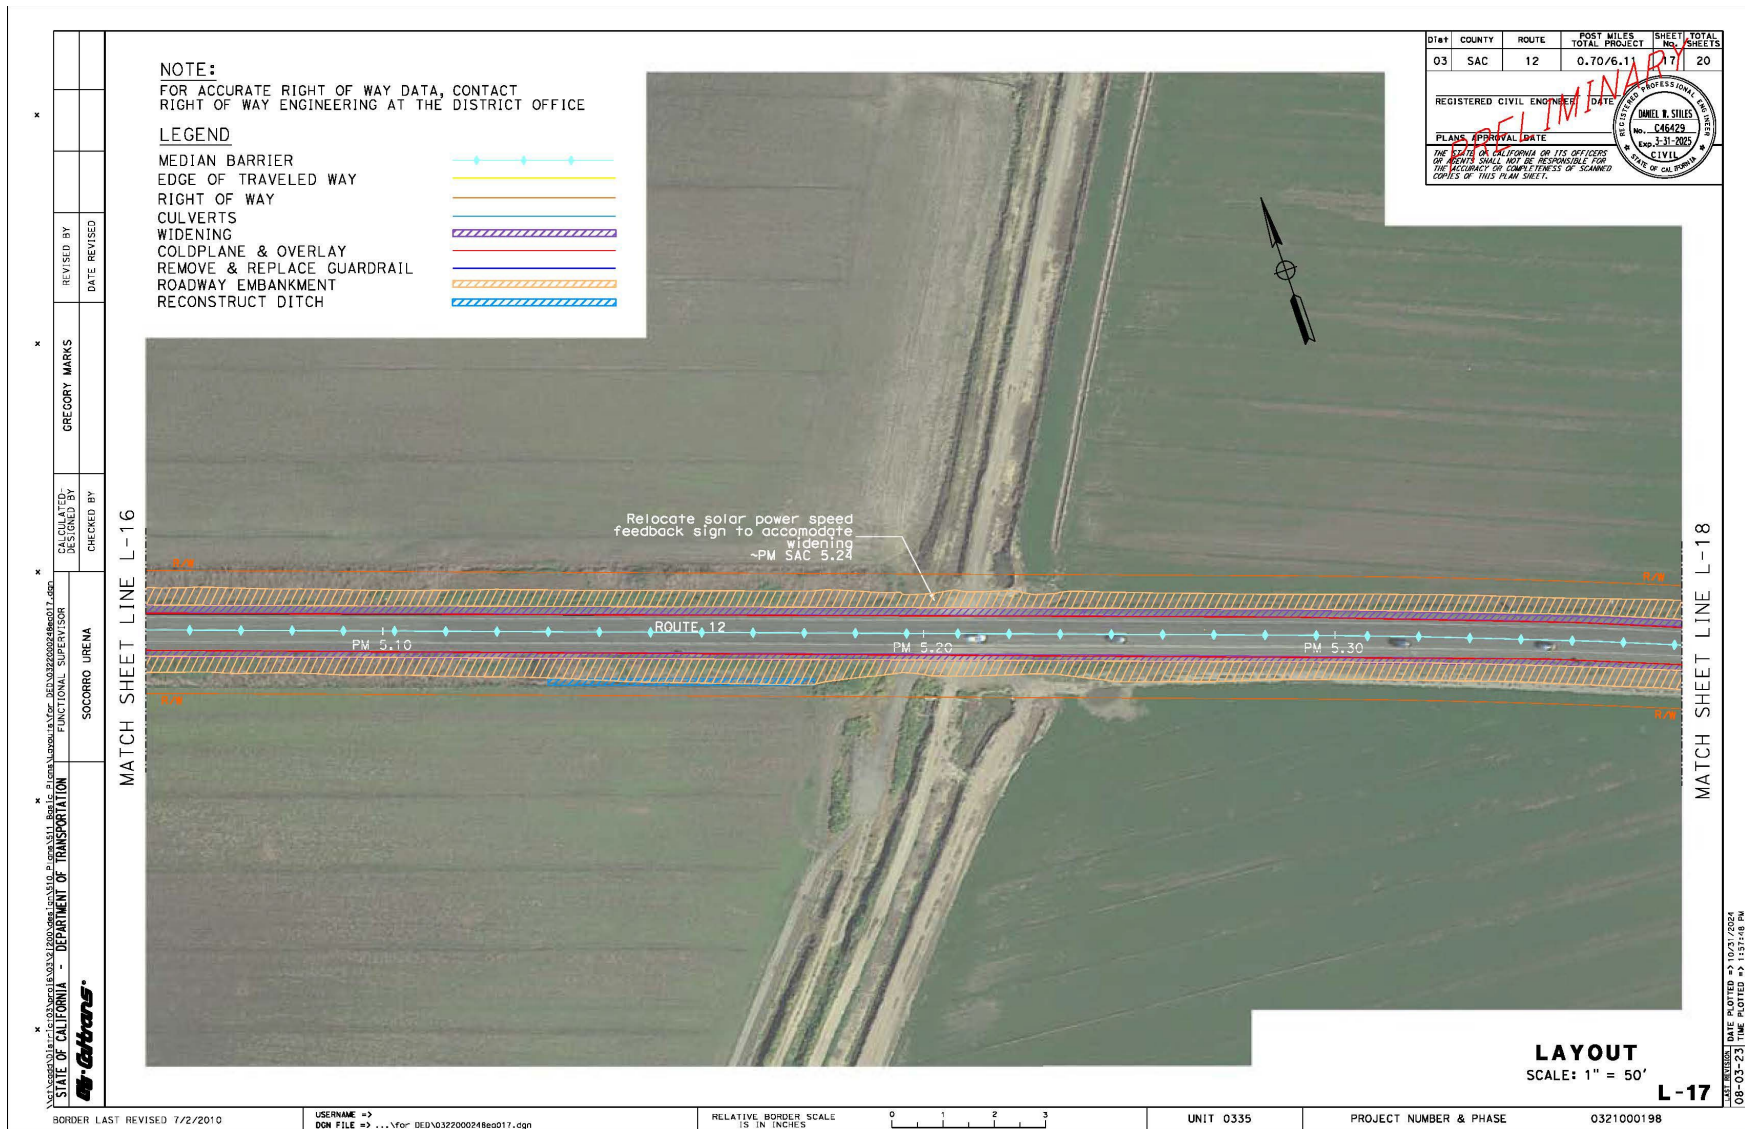 NOTE:
FOR ACCURATE RIGHT OF WAY DATA, CONTACT
RIGHT OF WAY ENGINEERING AT THE DISTRICT OFFICE
LEGEND
MEDIAN BARRIER
EDGE OF TRAVELED WAY
RIGHT OF WAY
CULVERTS
WIDENING
COLDPLANE & OVERLAY
REMOVE & REPLACE GUARDRAIL
ROADWAY EMBANKMENT
RECONSTRUCT DITCH
Dist COUNTY ROUTE POST MILES TOTAL PROJECT SHEET No. TOTAL SHEETS
03 SAC 12 0.70/6.11 17 20
REGISTERED CIVIL ENGINEER DATE
PLANS APPROVAL DATE
THE STATE OF CALIFORNIA OR ITS OFFICERS
OR AGENTS SHALL NOT BE RESPONSIBLE FOR
THE ACCURACY OR COMPLETENESS OF SCANNED
COPIES OF THIS PLAN SHEET.
PRELIMINARY
REGISTERED PROFESSIONAL ENGINEER
DANIEL W. STILES
No. C46429
Exp. 3-31-2025
CIVIL
STATE OF CALIFORNIA
Relocate solar power speed
feedback sign to accomodate
widening
~PM SAC 5.24
R/W
R/W
ROUTE 12
PM 5.10
PM 5.20
PM 5.30
R/W
R/W
MATCH SHEET LINE L-16
MATCH SHEET LINE L-18
REVISED BY
DATE REVISED
GREGORY MARKS
CALCULATED-
DESIGNED BY
CHECKED BY
FUNCTIONAL SUPERVISOR
SOCORRO URENA
STATE OF CALIFORNIA - DEPARTMENT OF TRANSPORTATION
Caltrans
LAYOUT
SCALE: 1" = 50'
L-17
LAST REVISION
08-03-23
DATE PLOTTED => 10/31/2024
TIME PLOTTED => 1:57:48 PM
BORDER LAST REVISED 7/2/2010
USERNAME =>
DGN FILE => ...\for DED\0322000248ea017.dgn
RELATIVE BORDER SCALE
IS IN INCHES
0 1 2 3
UNIT 0335
PROJECT NUMBER & PHASE
0321000198